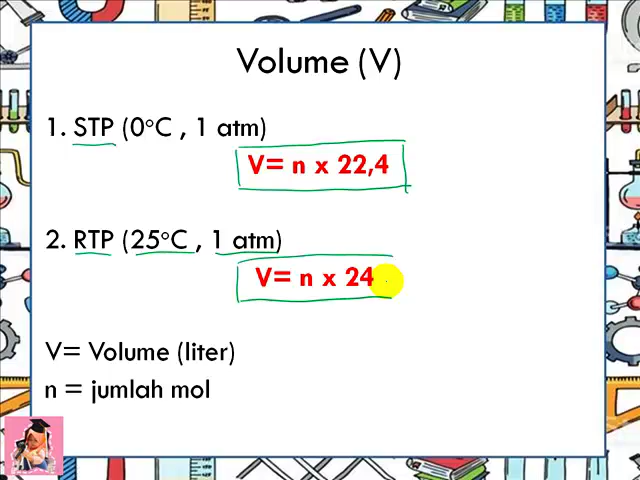 Volume (V)
1. STP (0°C , 1 atm)
V= n x 22,4
2. RTP (25°C , 1 atm)
V= n x 24
V= Volume (liter)
n = jumlah mol